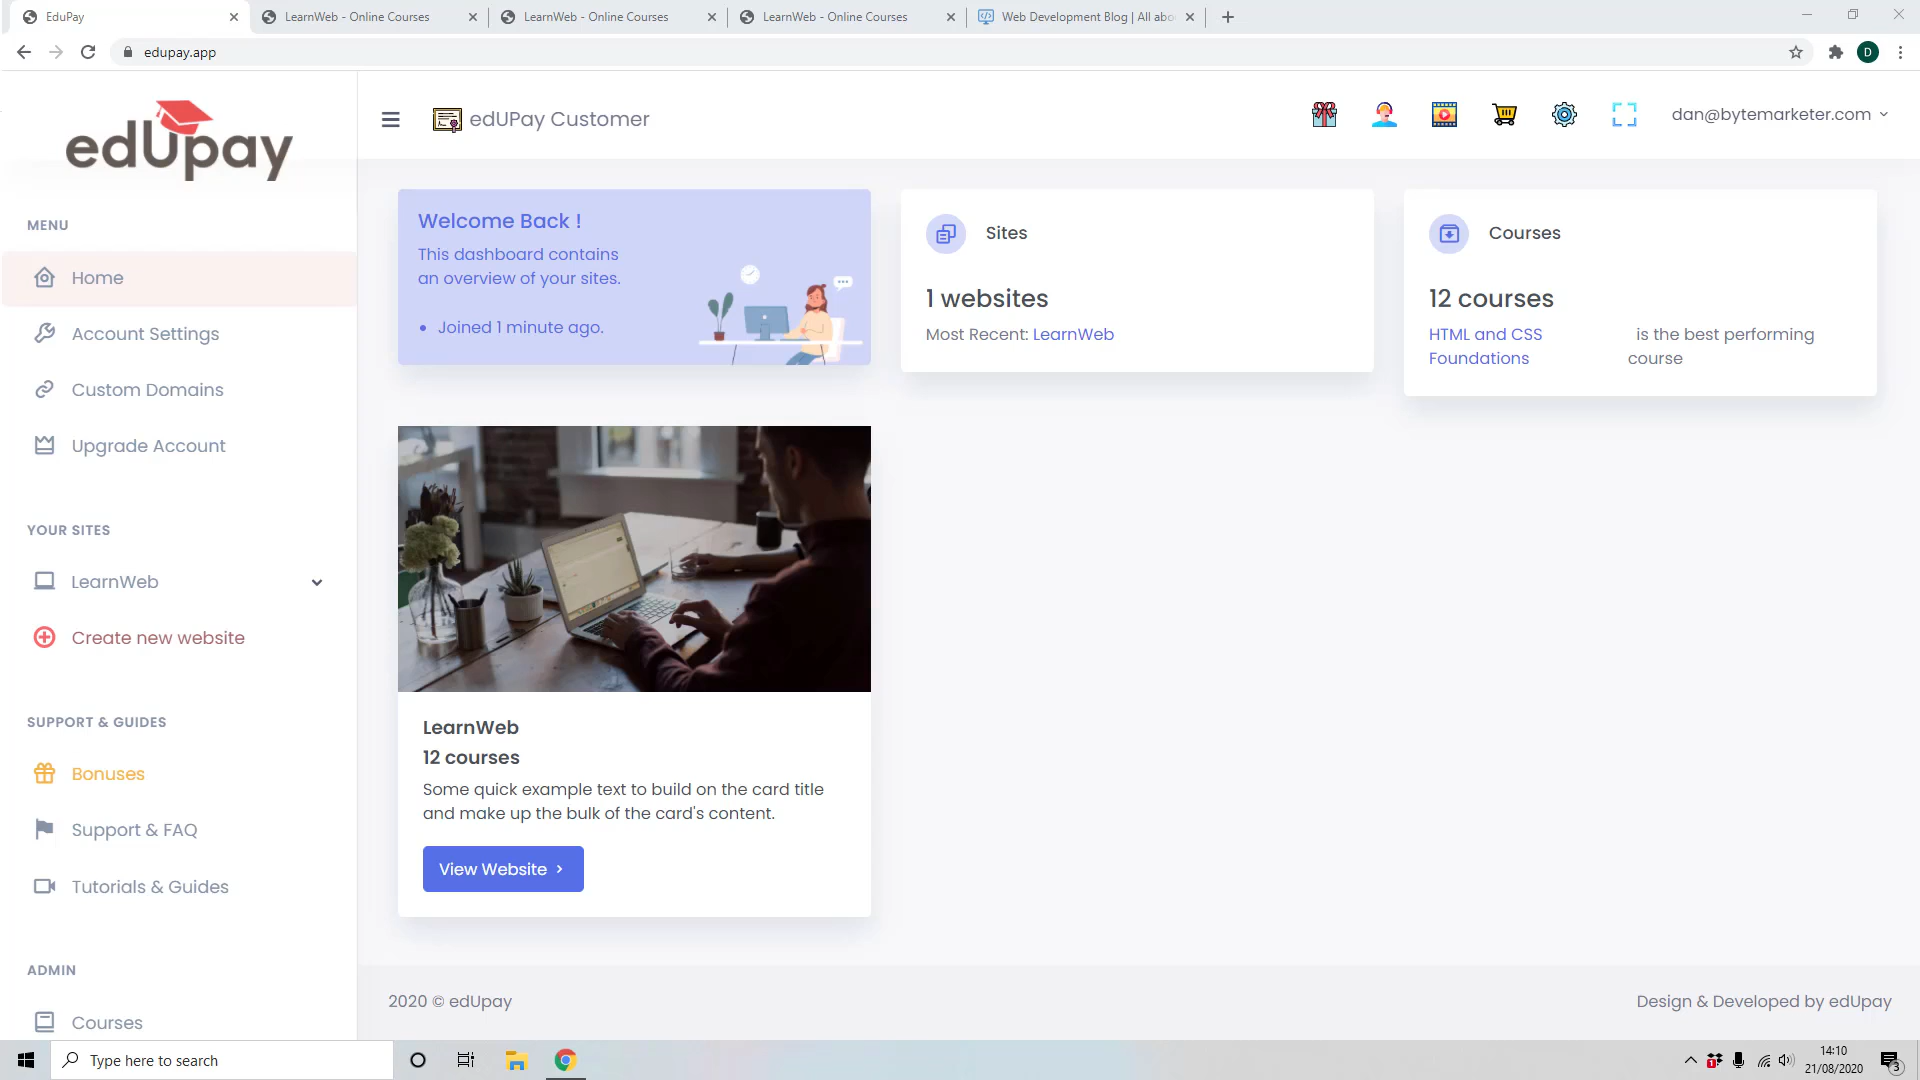 EduPay
LearnWeb - Online Courses
LearnWeb - Online Courses
LearnWeb - Online Courses
Web Development Blog | All abo
edupay.app
D
edUpay
edUPay Customer
dan@bytemarketer.com
MENU
Home
Account Settings
Custom Domains
Upgrade Account
YOUR SITES
LearnWeb
Create new website
SUPPORT & GUIDES
Bonuses
Support & FAQ
Tutorials & Guides
ADMIN
Courses
Welcome Back !
This dashboard contains
an overview of your sites.
Joined 1 minute ago.
Sites
1 websites
Most Recent: LearnWeb
Courses
12 courses
HTML and CSS
Foundations
is the best performing
course
LearnWeb
12 courses
Some quick example text to build on the card title
and make up the bulk of the card's content.
View Website
2020 © edUpay
Design & Developed by edUpay
Type here to search
1
14:10
21/08/2020
3